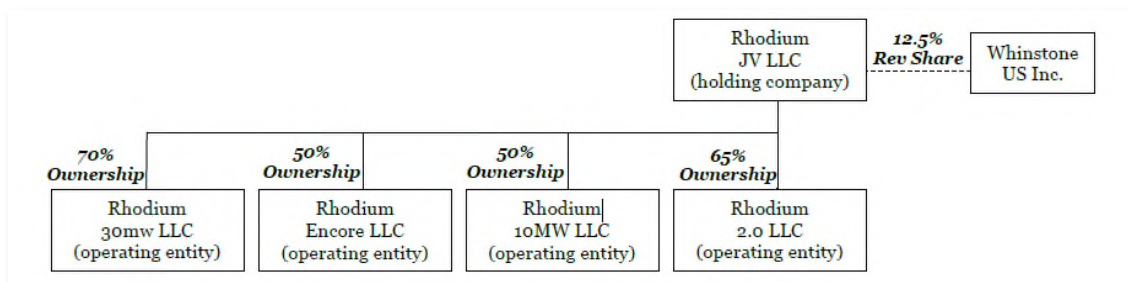 Rhodium
JV LLC
(holding company)
12.5%
Rev Share
Whinstone
US Inc.
70%
Ownership
50%
Ownership
50%
Ownership
65%
Ownership
Rhodium
30mw LLC
(operating entity)
Rhodium
Encore LLC
(operating entity)
Rhodium
10MW LLC
(operating entity)
Rhodium
2.0 LLC
(operating entity)